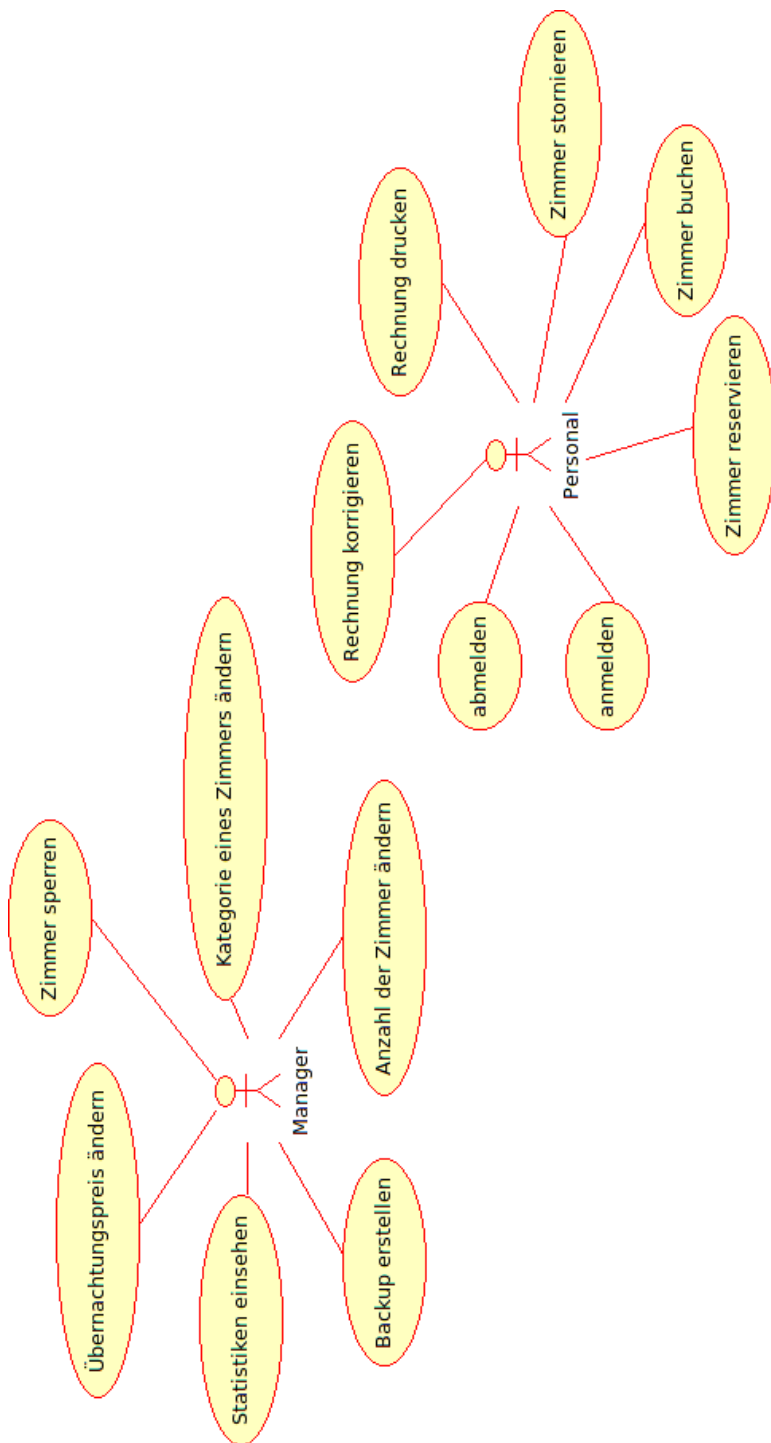 Übernachtungspreis ändern
Zimmer sperren
Statistiken einsehen
Kategorie eines Zimmers ändern
Manager
Backup erstellen
Anzahl der Zimmer ändern
Rechnung korrigieren
Rechnung drucken
abmelden
Zimmer stornieren
Personal
anmelden
Zimmer buchen
Zimmer reservieren